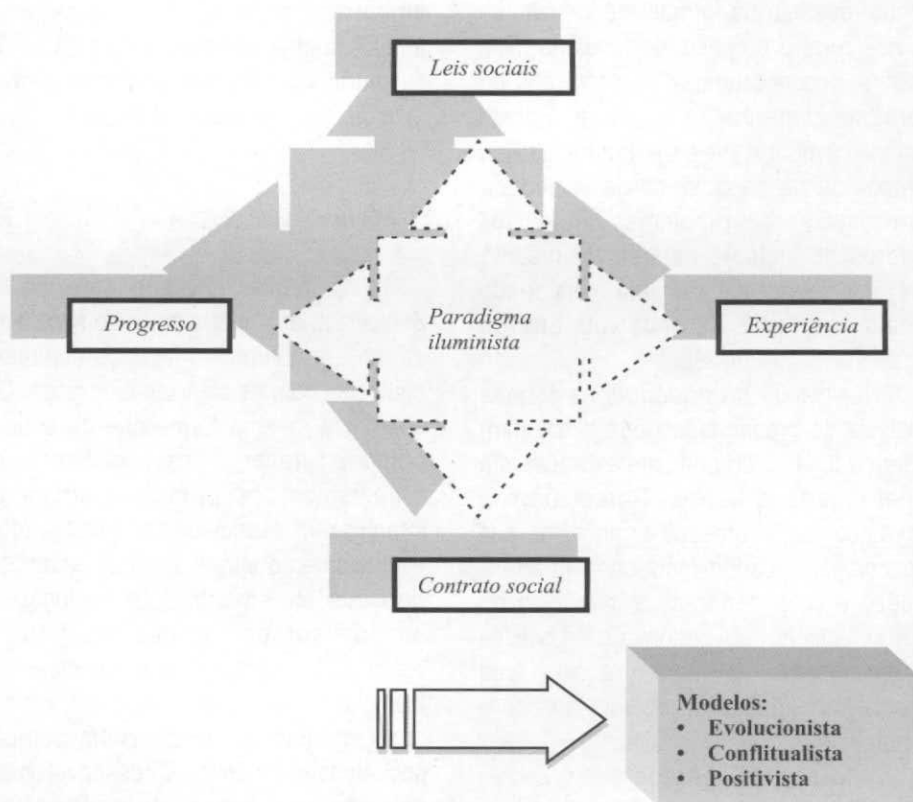 Leis sociais
Progresso
Paradigma
iluminista
Experiência
Contrato social
Modelos:
• Evolucionista
• Conflitualista
• Positivista